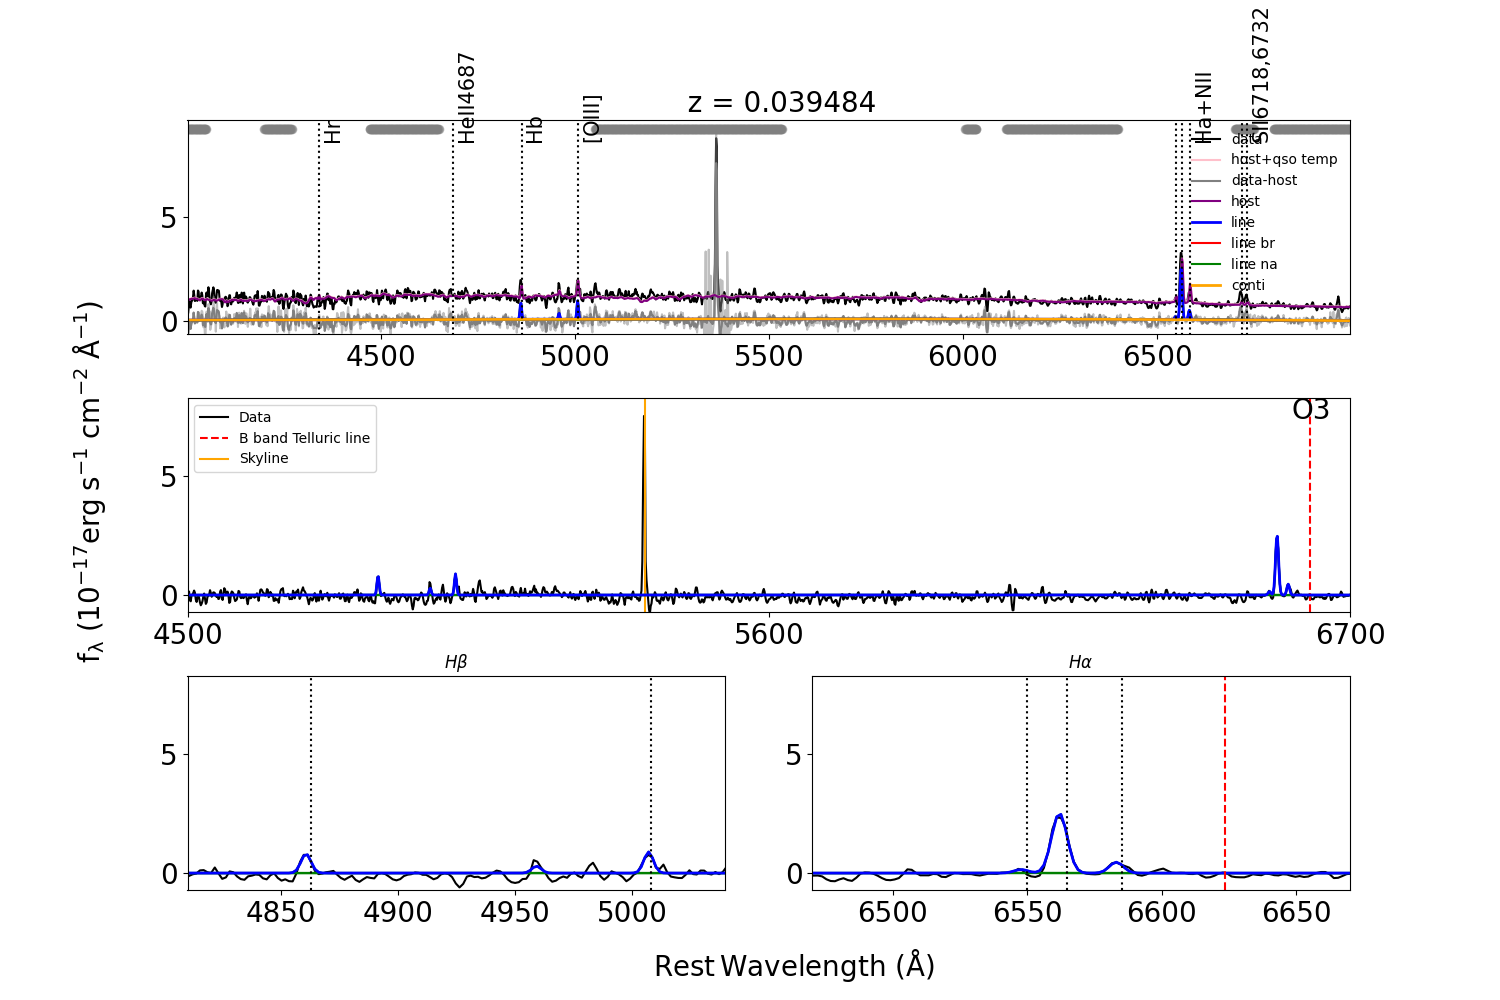 z = 0.039484
Hr
HeII4687
Hb
[OIII]
Ha+NII
SII6718,6732
data
host+qso temp
data-host
host
line
line br
line na
conti
5
0
4500 5000 5500 6000 6500
Data
B band Telluric line
Skyline
O3
5
0
4500 5600 6700
Hβ
Hα
5
0
4850 4900 4950 5000
5
0
6500 6550 6600 6650
fλ (10−17erg s−1 cm−2 Å−1)
Rest Wavelength (Å)